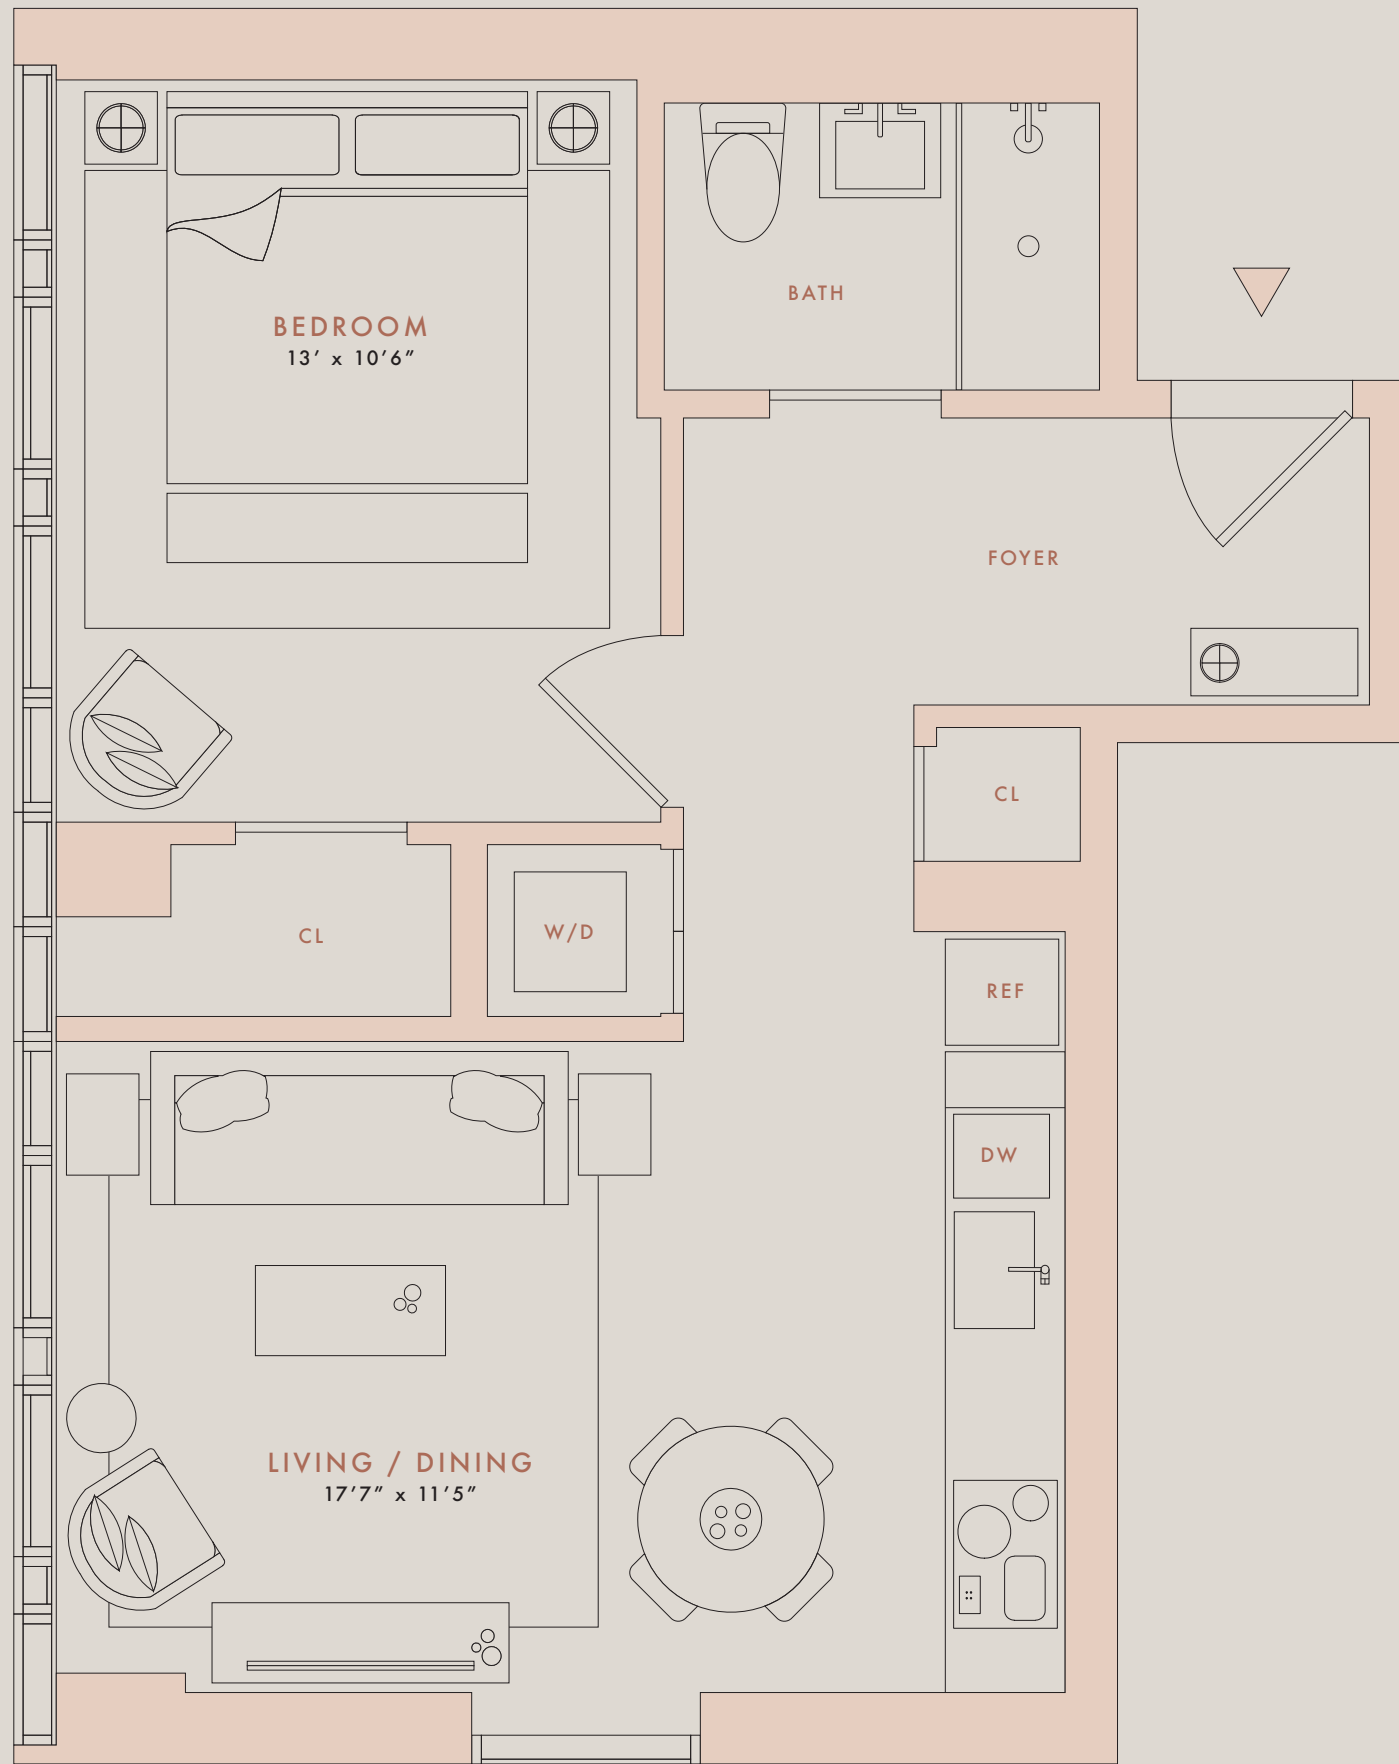 BATH
BEDROOM
13’ x 10’6”
FOYER
CL
CL
W/D
REF
DW
LIVING / DINING
17’7” x 11’5”